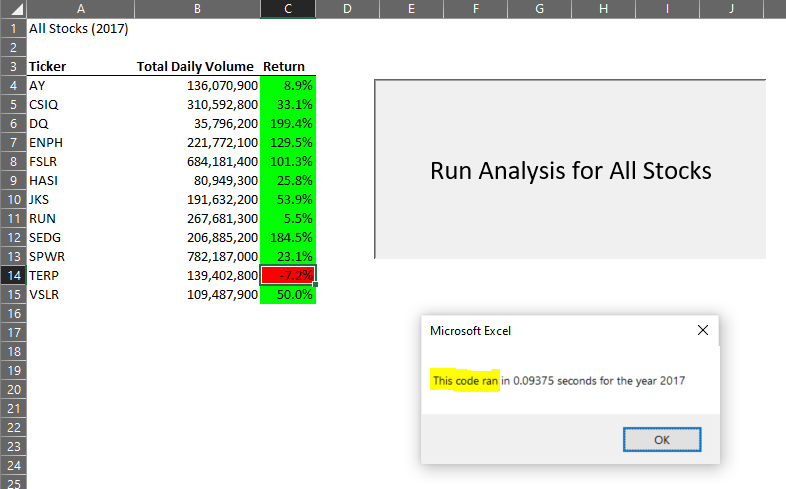 A B C D E F G H I J
1 All Stocks (2017)
2
3 Ticker Total Daily Volume Return
4 AY 136,070,900 8.9%
5 CSIQ 310,592,800 33.1%
6 DQ 35,796,200 199.4%
7 ENPH 221,772,100 129.5%
8 FSLR 684,181,400 101.3%
9 HASI 80,949,300 25.8%
10 JKS 191,632,200 53.9%
11 RUN 267,681,300 5.5%
12 SEDG 206,885,200 184.5%
13 SPWR 782,187,000 23.1%
14 TERP 139,402,800 -7.2%
15 VSLR 109,487,900 50.0%
16
17
18
19
20
21
22
23
24
25
Run Analysis for All Stocks
Microsoft Excel
This code ran in 0.09375 seconds for the year 2017
OK